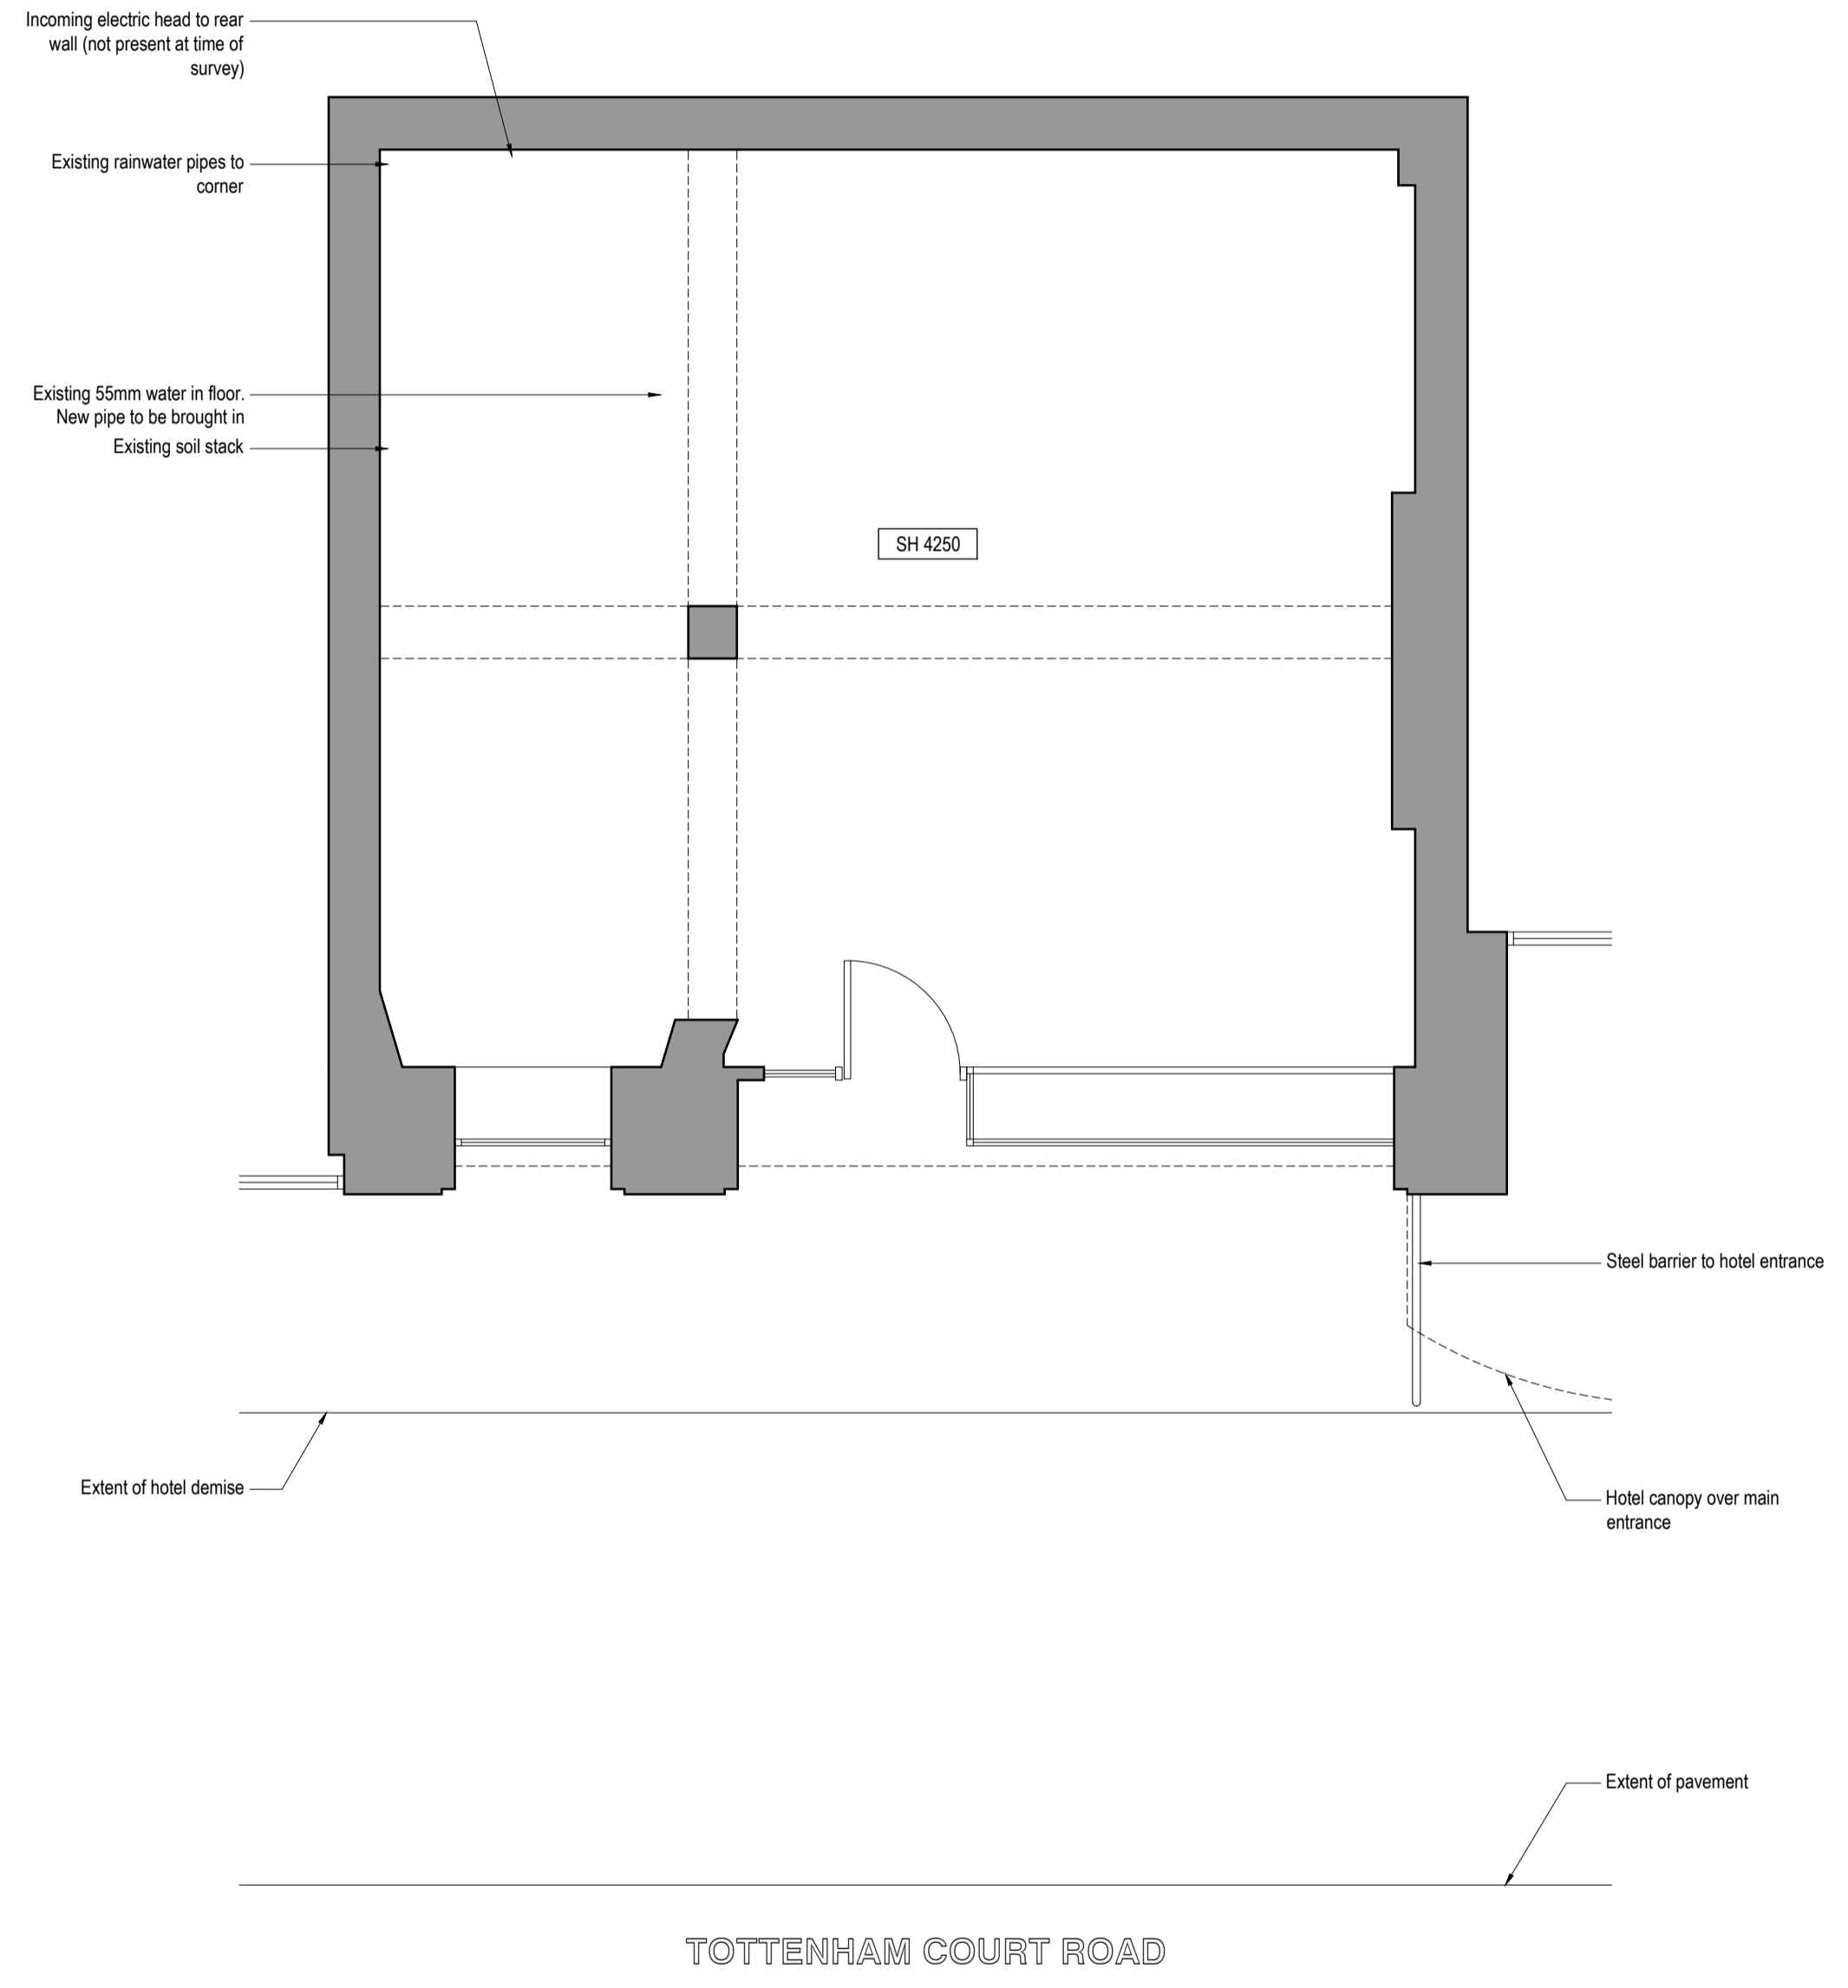 Incoming electric head to rear
wall (not present at time of
survey)
Existing rainwater pipes to
corner
Existing 55mm water in floor.
New pipe to be brought in
Existing soil stack
SH 4250
Steel barrier to hotel entrance
Extent of hotel demise
Hotel canopy over main
entrance
Extent of pavement
TOTTENHAM COURT ROAD